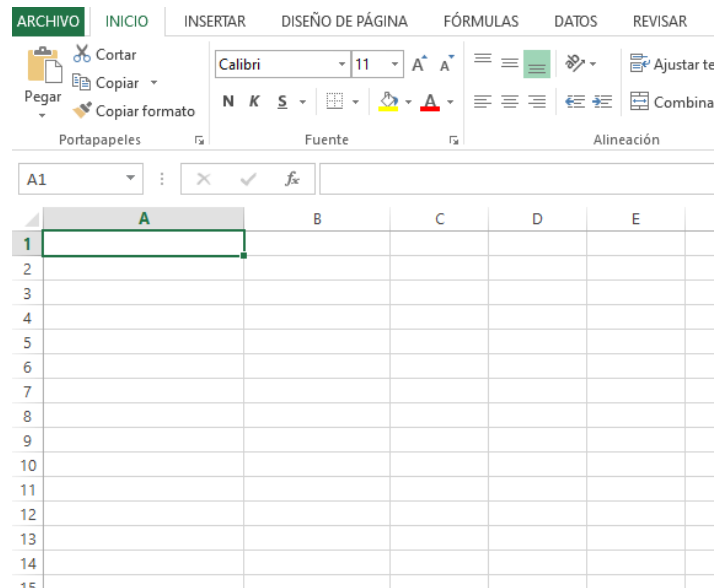 ARCHIVO INICIO INSERTAR DISEÑO DE PÁGINA FÓRMULAS DATOS REVISAR
Cortar
Calibri 11 A A Ajustar te
Copiar
Pegar
N K S A Combina
Copiar formato
Portapapeles Fuente Alineación
A1 fx
A B C D E
1
2
3
4
5
6
7
8
9
10
11
12
13
14
15